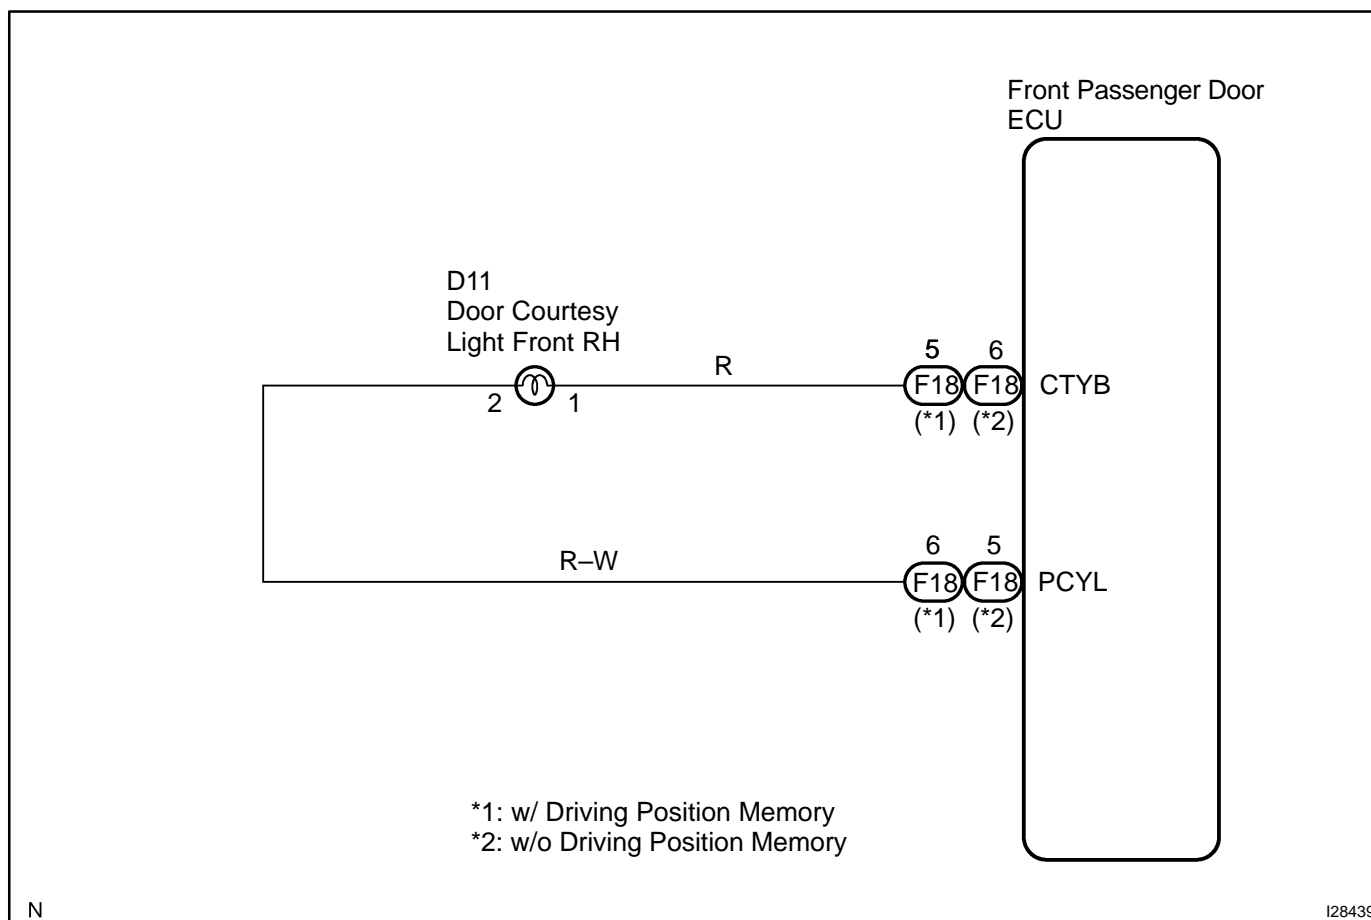 Front Passenger Door
ECU
D11
Door Courtesy
Light Front RH
R
5 6
2 1
F18 F18 CTYB
(*1) (*2)
R–W
6 5
F18 F18 PCYL
(*1) (*2)
*1: w/ Driving Position Memory
*2: w/o Driving Position Memory
N
I28439